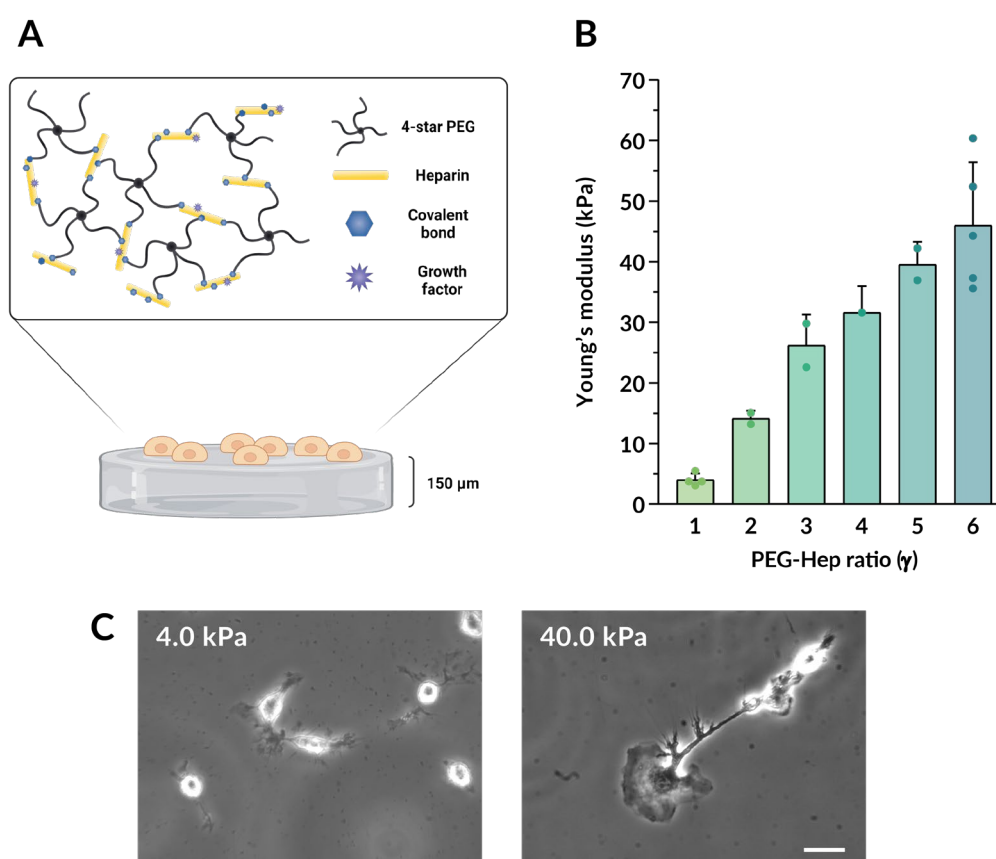 A
4-star PEG
Heparin
Covalent
bond
Growth
factor
150 µm
B
Young's modulus (kPa)
70
60
50
40
30
20
10
0
1 2 3 4 5 6
PEG-Hep ratio (γ)
C
4.0 kPa
40.0 kPa